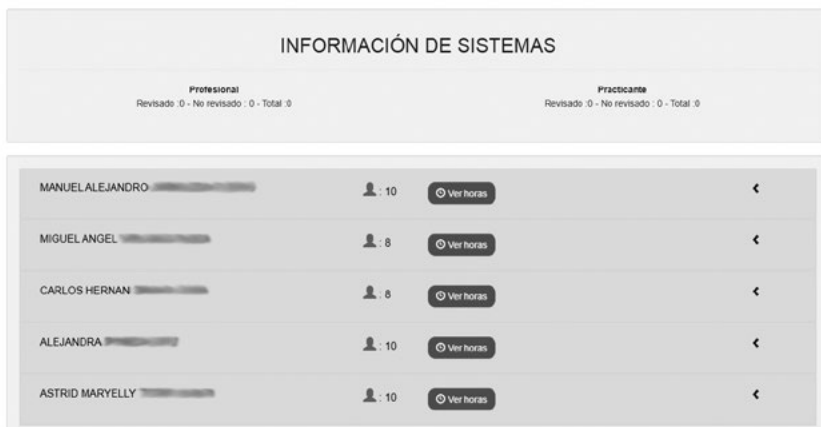 INFORMACIÓN DE SISTEMAS
Profesional Practicante
Revisado :0 - No revisado : 0 - Total :0 Revisado :0 - No revisado : 0 - Total :0
MANUEL ALEJANDRO : 10 Ver horas
MIGUEL ANGEL : 8 Ver horas
CARLOS HERNAN : 8 Ver horas
ALEJANDRA : 10 Ver horas
ASTRID MARYELLY : 10 Ver horas